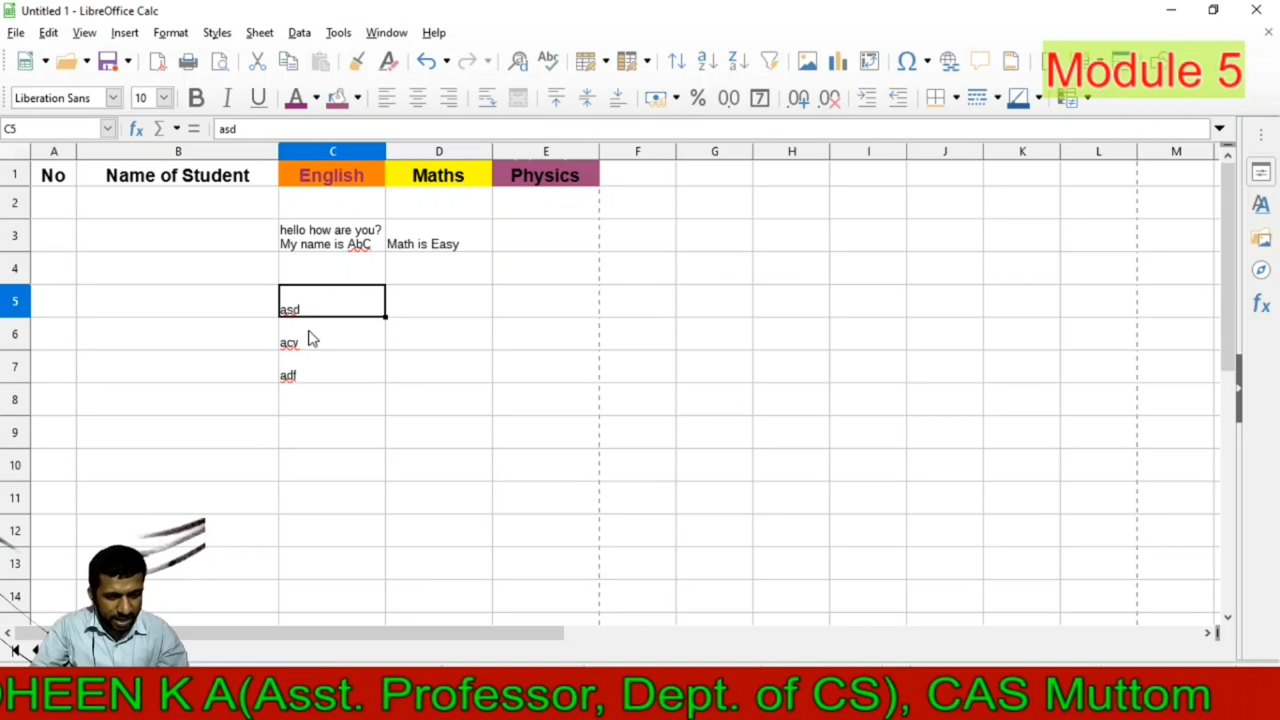 Untitled 1 - LibreOffice Calc
File Edit View Insert Format Styles Sheet Data Tools Window Help
Module 5
Liberation Sans 10
C5 asd
A B C D E F G H I J K L M
1 No Name of Student English Maths Physics
2
3 hello how are you?
My name is AbC Math is Easy
4
5 asd
6 acv
7 adf
8
9
10
11
12
13
14
DHEEN K A(Asst. Professor, Dept. of CS), CAS Muttom